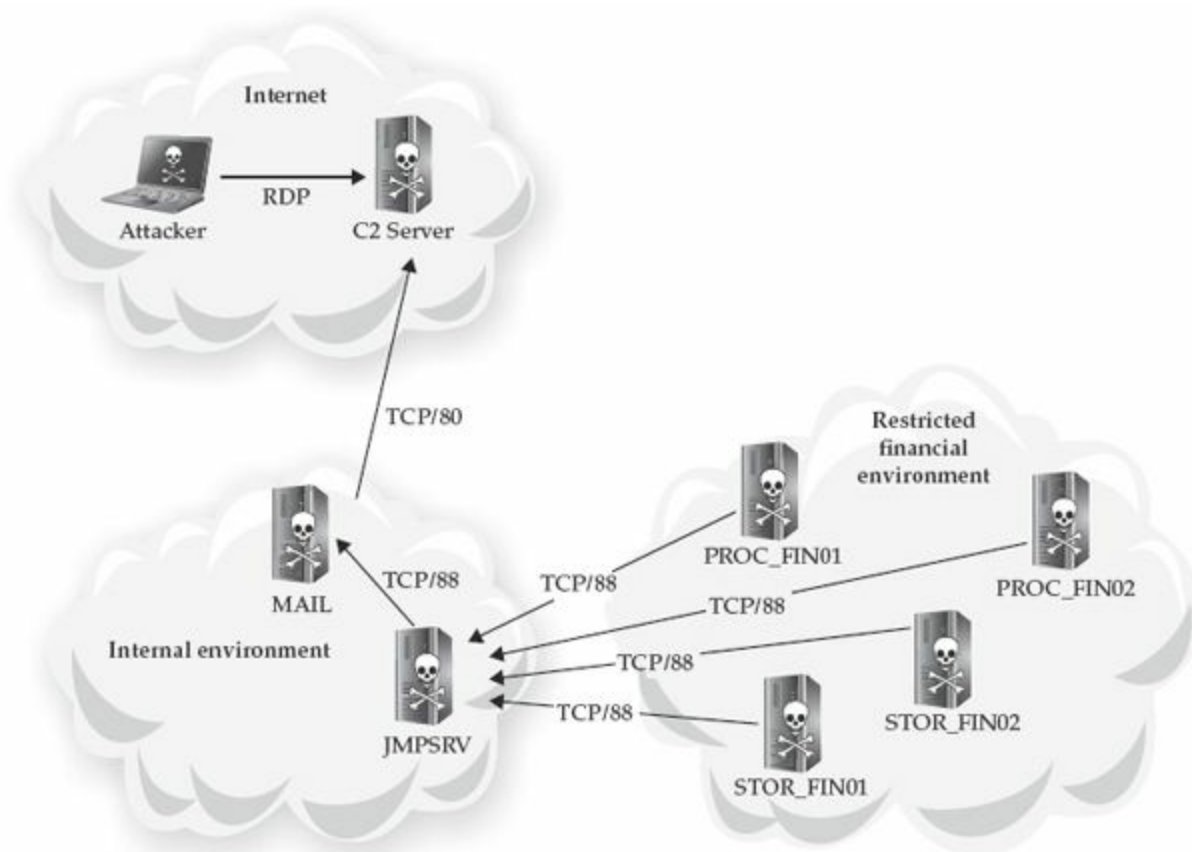 Internet
RDP
Attacker
C2 Server
TCP/80
Restricted
financial
environment
PROC_FIN01
PROC_FIN02
TCP/88
MAIL
TCP/88
TCP/88
Internal environment
TCP/88
STOR_FIN02
TCP/88
JMPSRV
STOR_FIN01